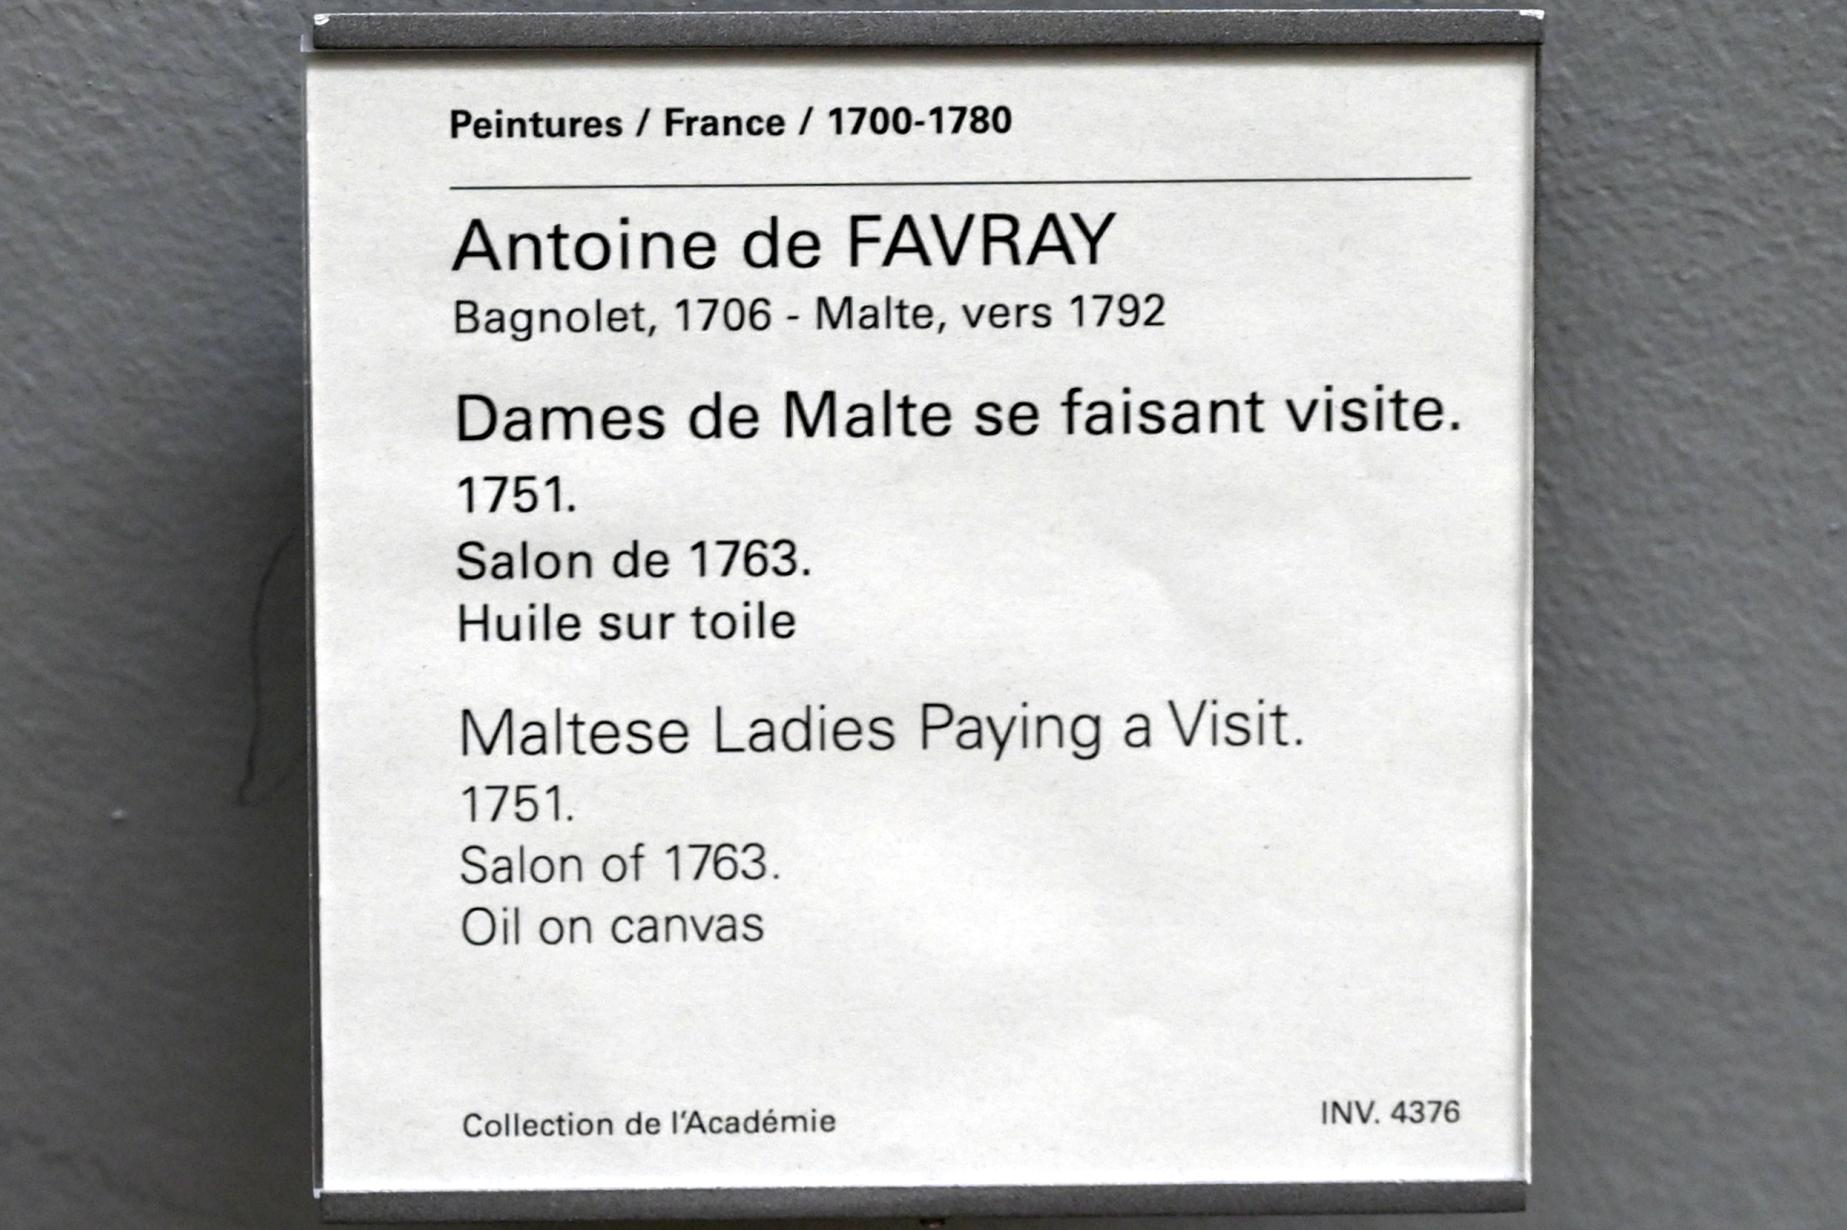 Peintures / France / 1700-1780
Antoine de FAVRAY
Bagnolet, 1706 - Malte, vers 1792
Dames de Malte se faisant visite.
1751.
Salon de 1763.
Huile sur toile
Maltese Ladies Paying a Visit.
1751.
Salon of 1763.
Oil on canvas
Collection de l'Académie
INV. 4376